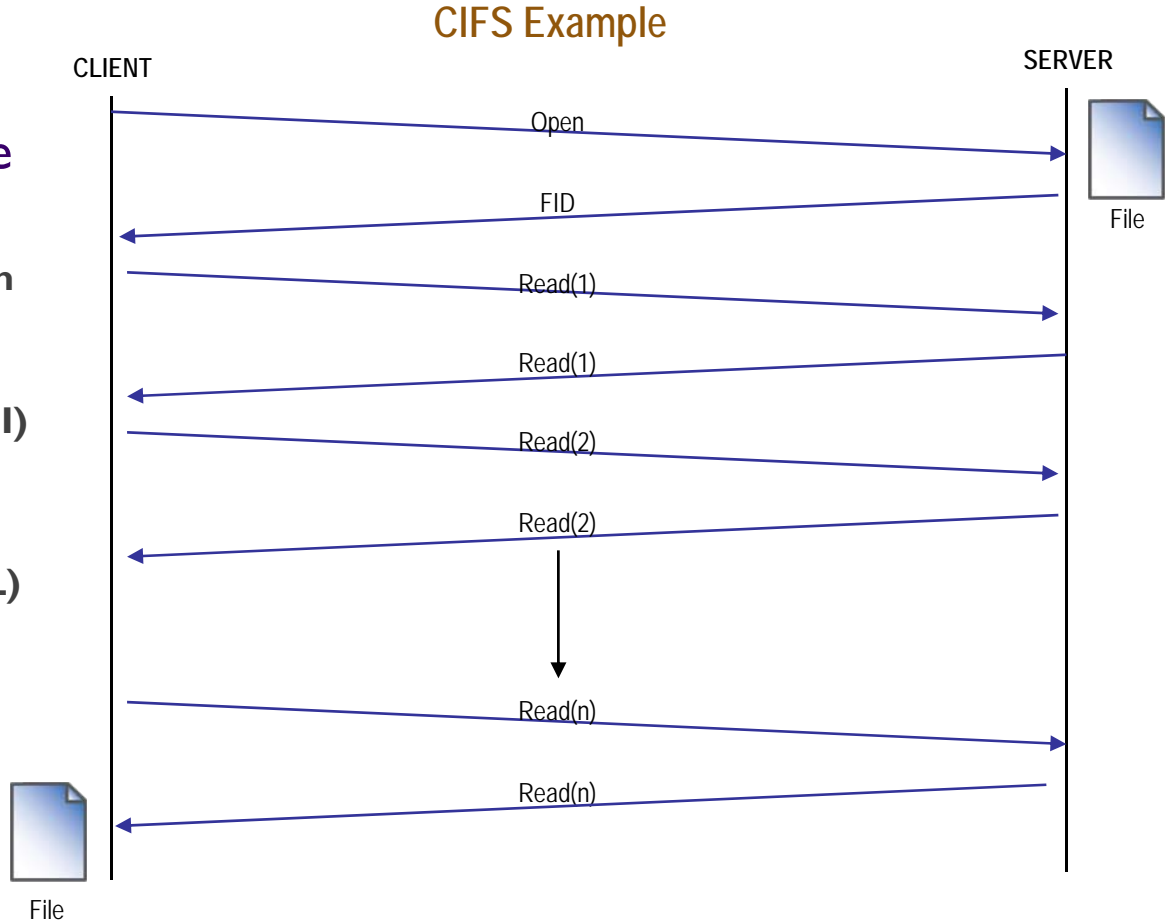 CIFS Example
CLIENT
SERVER
Open
File
FID
Read(1)
Read(1)
Read(2)
Read(2)
Read(n)
Read(n)
File